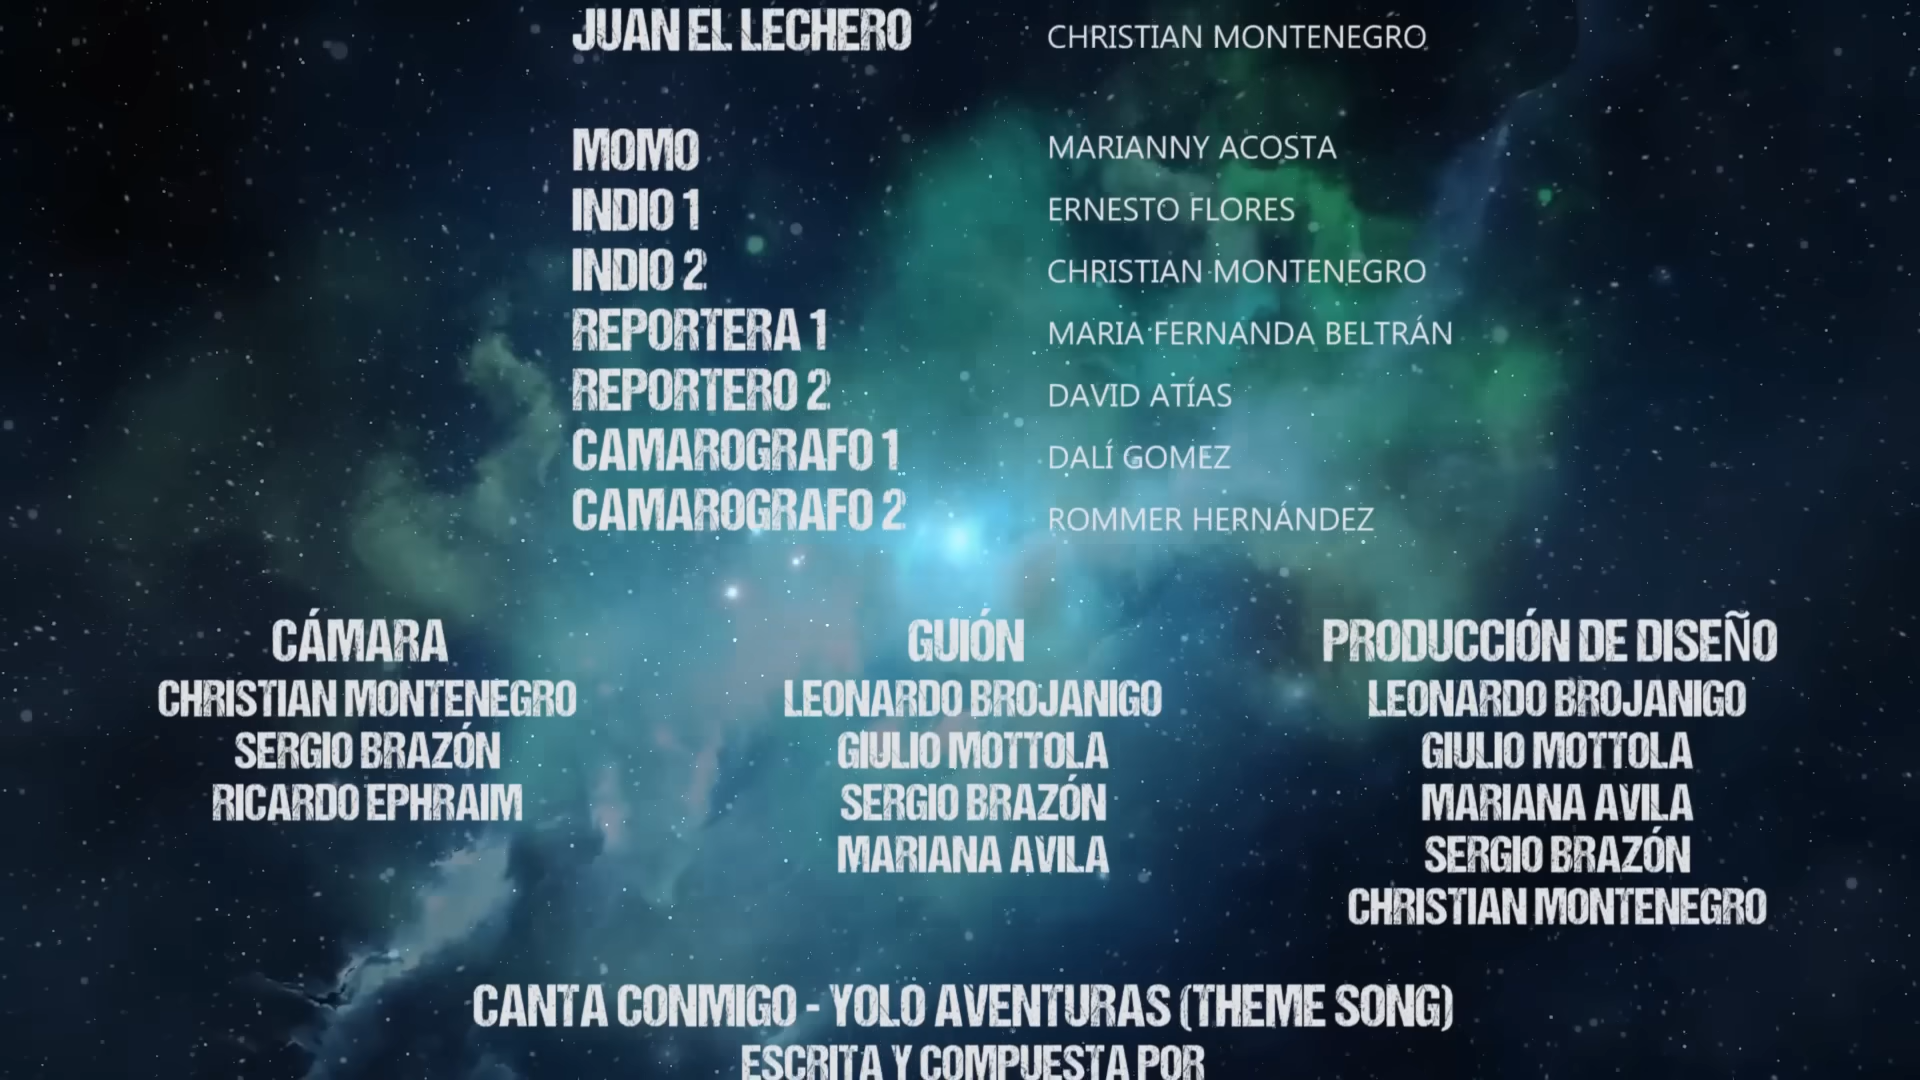 JUAN EL LECHERO CHRISTIAN MONTENEGRO
MOMO MARIANNY ACOSTA
INDIO 1 ERNESTO FLORES
INDIO 2 CHRISTIAN MONTENEGRO
REPORTERA 1 MARIA FERNANDA BELTRÁN
REPORTERO 2 DAVID ATÍAS
CAMAROGRAFO 1 DALÍ GOMEZ
CAMAROGRAFO 2 ROMMER HERNÁNDEZ
CÁMARA
CHRISTIAN MONTENEGRO
SERGIO BRAZÓN
RICARDO EPHRAIM
GUIÓN
LEONARDO BROJANIGO
GIULIO MOTTOLA
SERGIO BRAZÓN
MARIANA AVILA
PRODUCCIÓN DE DISEÑO
LEONARDO BROJANIGO
GIULIO MOTTOLA
MARIANA AVILA
SERGIO BRAZÓN
CHRISTIAN MONTENEGRO
CANTA CONMIGO - YOLO AVENTURAS (THEME SONG)
ESCRITA Y COMPUESTA POR